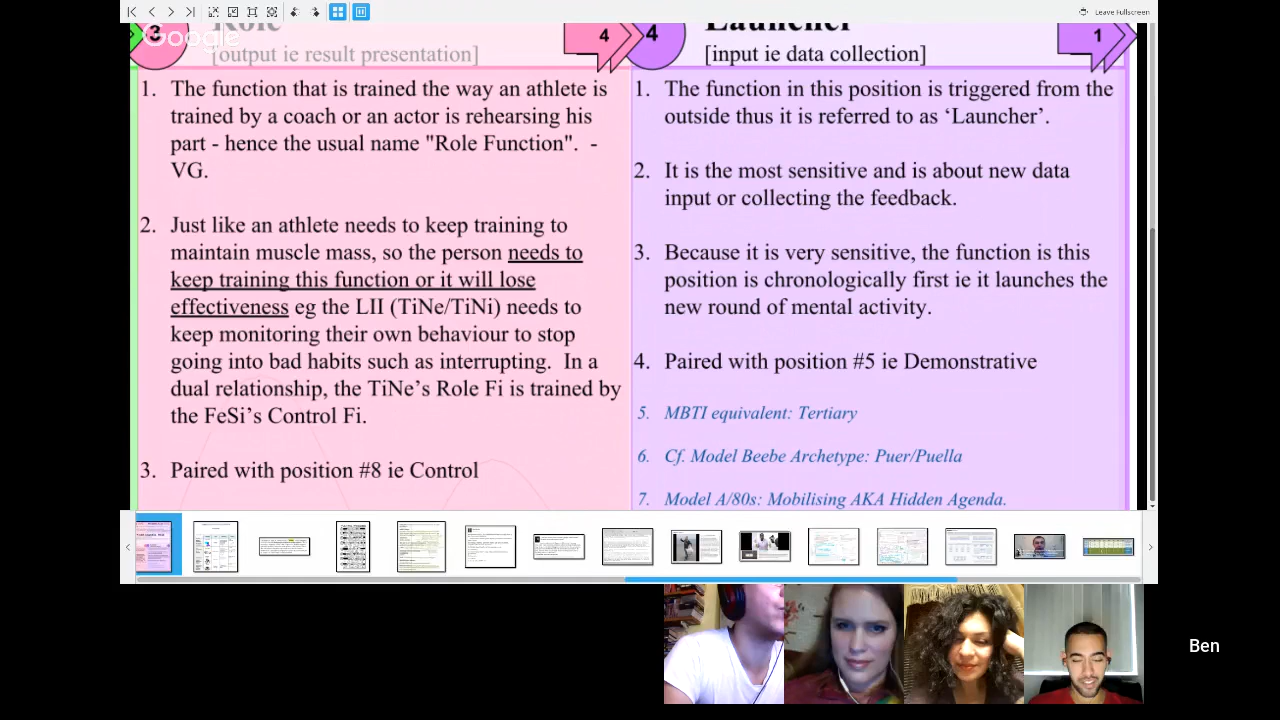 Leave Fullscreen
3
Role
4
Google
[output ie result presentation]
1. The function that is trained the way an athlete is
trained by a coach or an actor is rehearsing his
part - hence the usual name "Role Function". -
VG.
2. Just like an athlete needs to keep training to
maintain muscle mass, so the person needs to
keep training this function or it will lose
effectiveness eg the LII (TiNe/TiNi) needs to
keep monitoring their own behaviour to stop
going into bad habits such as interrupting. In a
dual relationship, the TiNe's Role Fi is trained by
the FeSi's Control Fi.
3. Paired with position #8 ie Control
4
Launcher
1
[input ie data collection]
1. The function in this position is triggered from the
outside thus it is referred to as ‘Launcher’.
2. It is the most sensitive and is about new data
input or collecting the feedback.
3. Because it is very sensitive, the function is this
position is chronologically first ie it launches the
new round of mental activity.
4. Paired with position #5 ie Demonstrative
5. MBTI equivalent: Tertiary
6. Cf. Model Beebe Archetype: Puer/Puella
7. Model A/80s: Mobilising AKA Hidden Agenda.
Ben